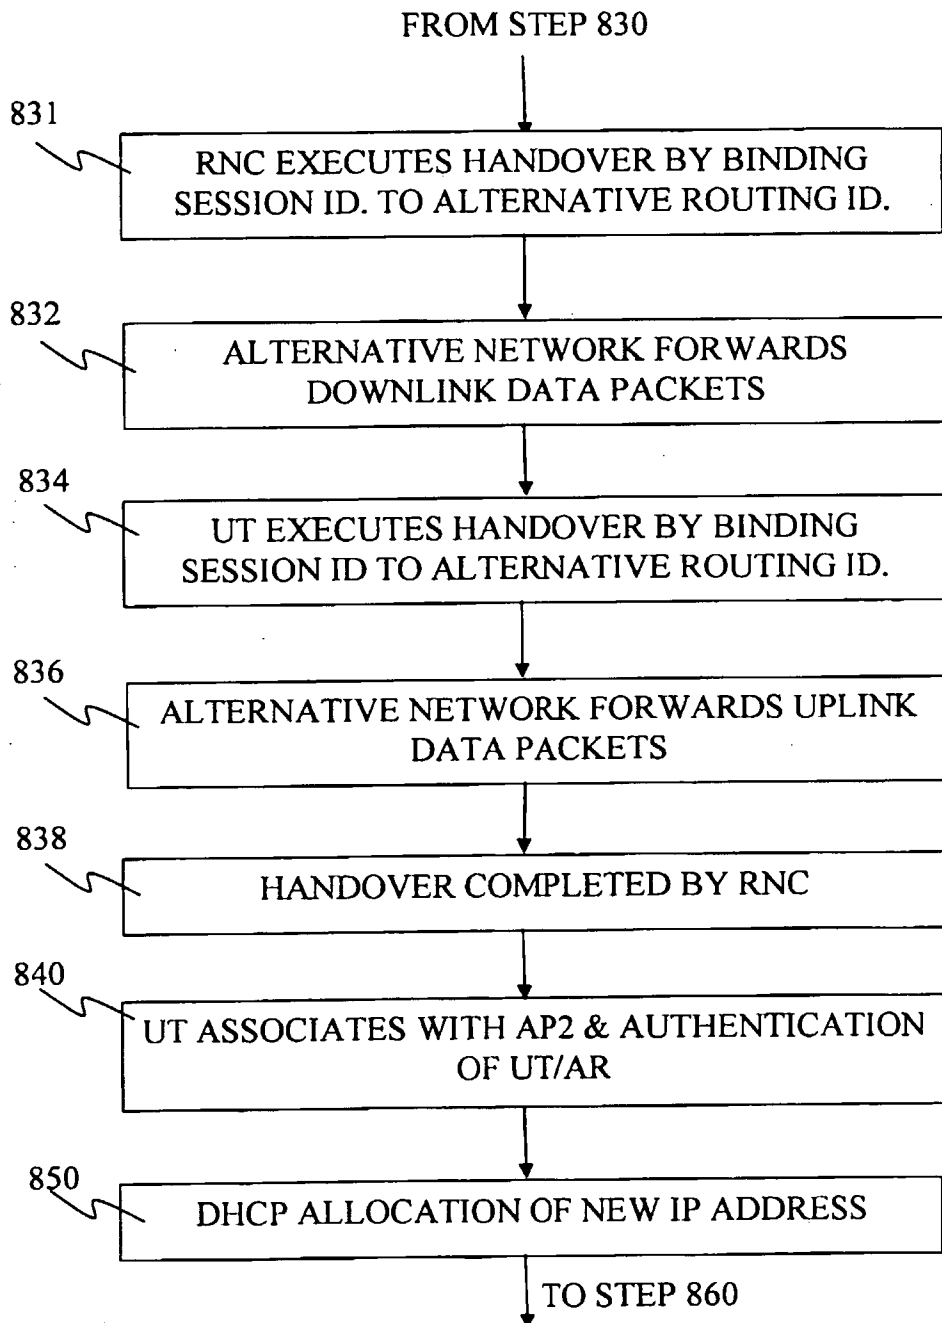 FROM STEP 830
831
RNC EXECUTES HANDOVER BY BINDING
SESSION ID. TO ALTERNATIVE ROUTING ID.
832
ALTERNATIVE NETWORK FORWARDS
DOWNLINK DATA PACKETS
834
UT EXECUTES HANDOVER BY BINDING
SESSION ID TO ALTERNATIVE ROUTING ID.
836
ALTERNATIVE NETWORK FORWARDS UPLINK
DATA PACKETS
838
HANDOVER COMPLETED BY RNC
840
UT ASSOCIATES WITH AP2 & AUTHENTICATION
OF UT/AR
850
DHCP ALLOCATION OF NEW IP ADDRESS
TO STEP 860